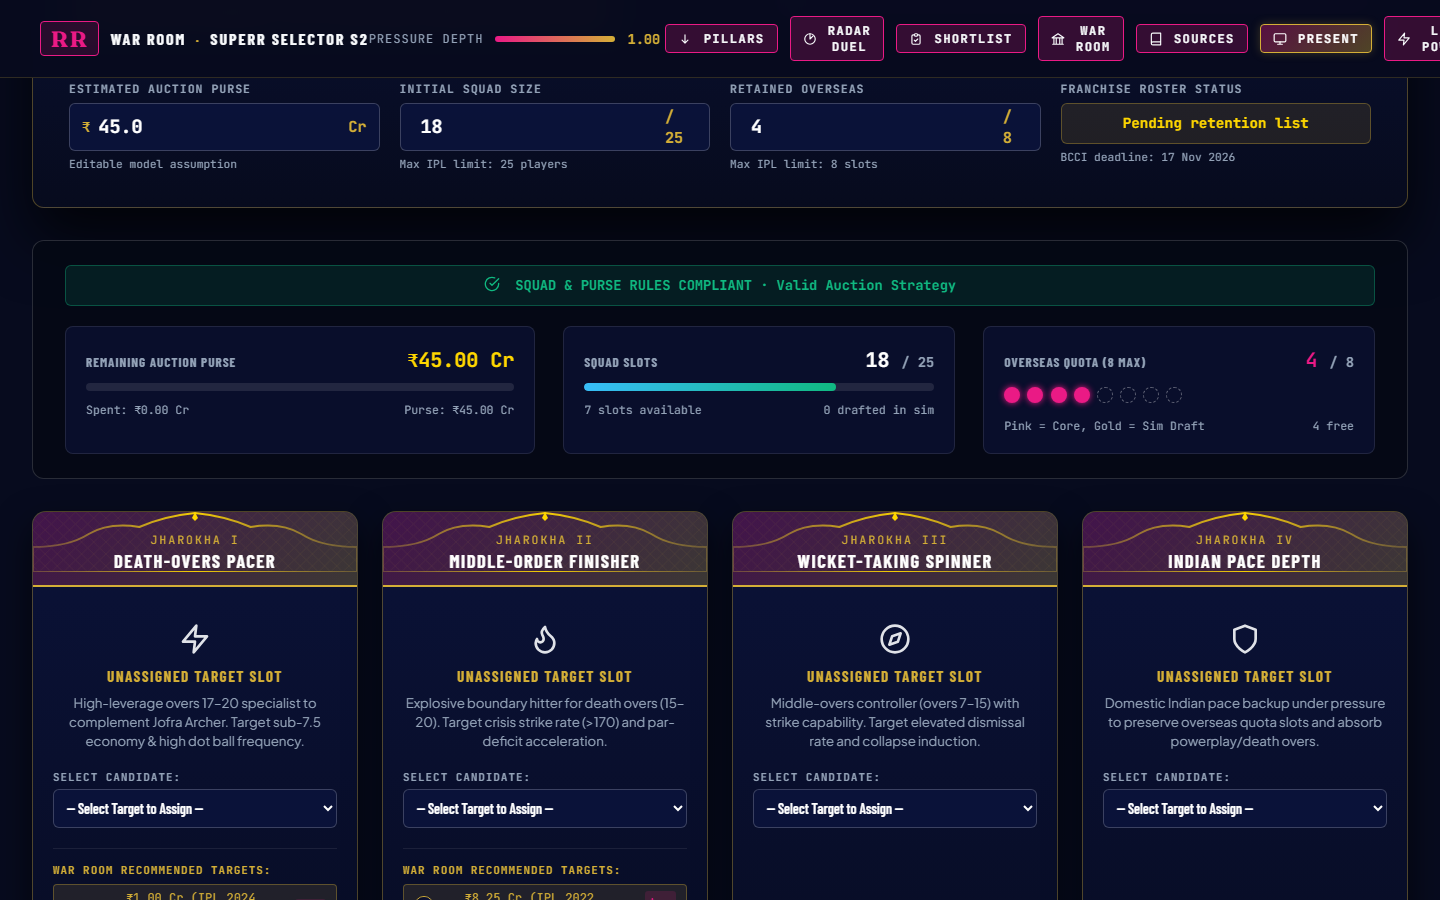 RR
WAR ROOM · SUPERR SELECTOR S2
PRESSURE DEPTH
1.00
PILLARS
RADAR
DUEL
SHORTLIST
WAR
ROOM
SOURCES
PRESENT
ESTIMATED AUCTION PURSE
₹ 45.0 Cr
Editable model assumption
INITIAL SQUAD SIZE
18
/
25
Max IPL limit: 25 players
RETAINED OVERSEAS
4
/
8
Max IPL limit: 8 slots
FRANCHISE ROSTER STATUS
Pending retention list
BCCI deadline: 17 Nov 2026
SQUAD & PURSE RULES COMPLIANT · Valid Auction Strategy
REMAINING AUCTION PURSE ₹45.00 Cr
Spent: ₹0.00 Cr Purse: ₹45.00 Cr
SQUAD SLOTS 18 / 25
7 slots available 0 drafted in sim
OVERSEAS QUOTA (8 MAX) 4 / 8
Pink = Core, Gold = Sim Draft 4 free
JHAROKHA I
DEATH-OVERS PACER
UNASSIGNED TARGET SLOT
High-leverage overs 17–20 specialist to
complement Jofra Archer. Target sub-7.5
economy & high dot ball frequency.
SELECT CANDIDATE:
— Select Target to Assign —
WAR ROOM RECOMMENDED TARGETS:
₹1.00 Cr (IPL 2024
JHAROKHA II
MIDDLE-ORDER FINISHER
UNASSIGNED TARGET SLOT
Explosive boundary hitter for death overs (15–
20). Target crisis strike rate (>170) and par-
deficit acceleration.
SELECT CANDIDATE:
— Select Target to Assign —
WAR ROOM RECOMMENDED TARGETS:
₹8.25 Cr (IPL 2022
JHAROKHA III
WICKET-TAKING SPINNER
UNASSIGNED TARGET SLOT
Middle-overs controller (overs 7–15) with
strike capability. Target elevated dismissal
rate and collapse induction.
SELECT CANDIDATE:
— Select Target to Assign —
JHAROKHA IV
INDIAN PACE DEPTH
UNASSIGNED TARGET SLOT
Domestic Indian pace backup under pressure
to preserve overseas quota slots and absorb
powerplay/death overs.
SELECT CANDIDATE:
— Select Target to Assign —